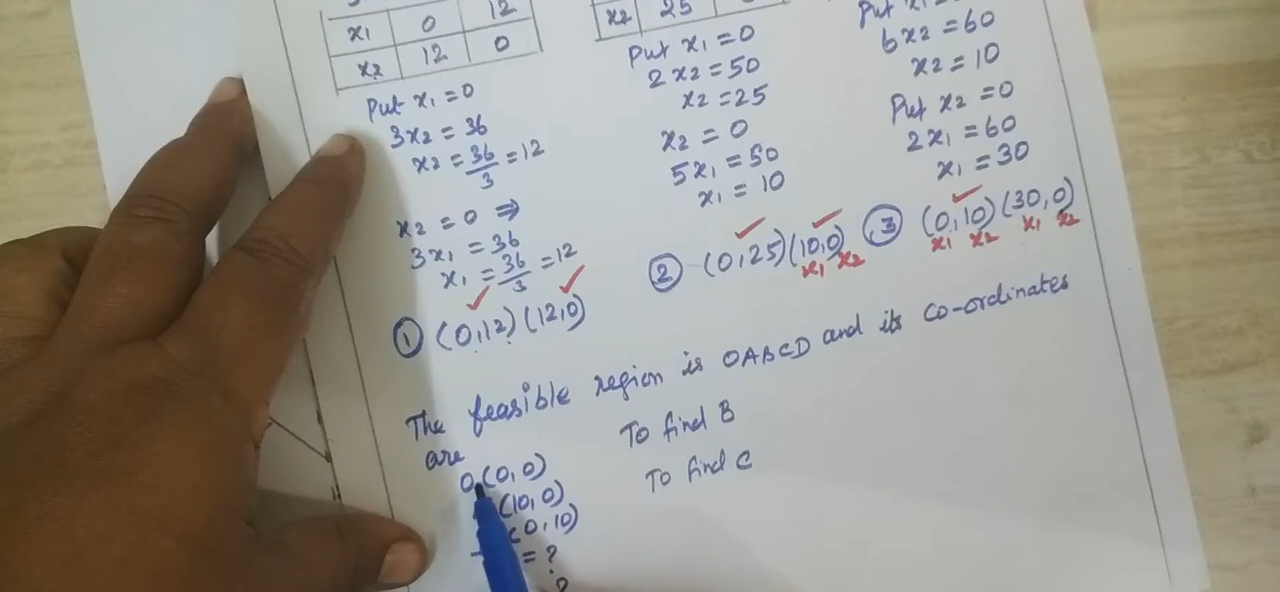 x1 0 12
x2 12 0
Put x1 = 0
3x2 = 36
x2 = 36/3 = 12
x2 = 0 ⇒
3x1 = 36
x1 = 36/3 = 12
① (0,12) (12,0)
x2 25
Put x1 = 0
2x2 = 50
x2 = 25
x2 = 0
5x1 = 50
x1 = 10
② (0,25) (10,0)
x1 x2
Put
6x2 = 60
x2 = 10
Put x2 = 0
2x1 = 60
x1 = 30
③ (0,10) (30,0)
x1 x2 x1 x2
The feasible region is OABCD and its co-ordinates
are
O (0,0)
(10,0)
(0,10)
= ?
?
To find B
To find C